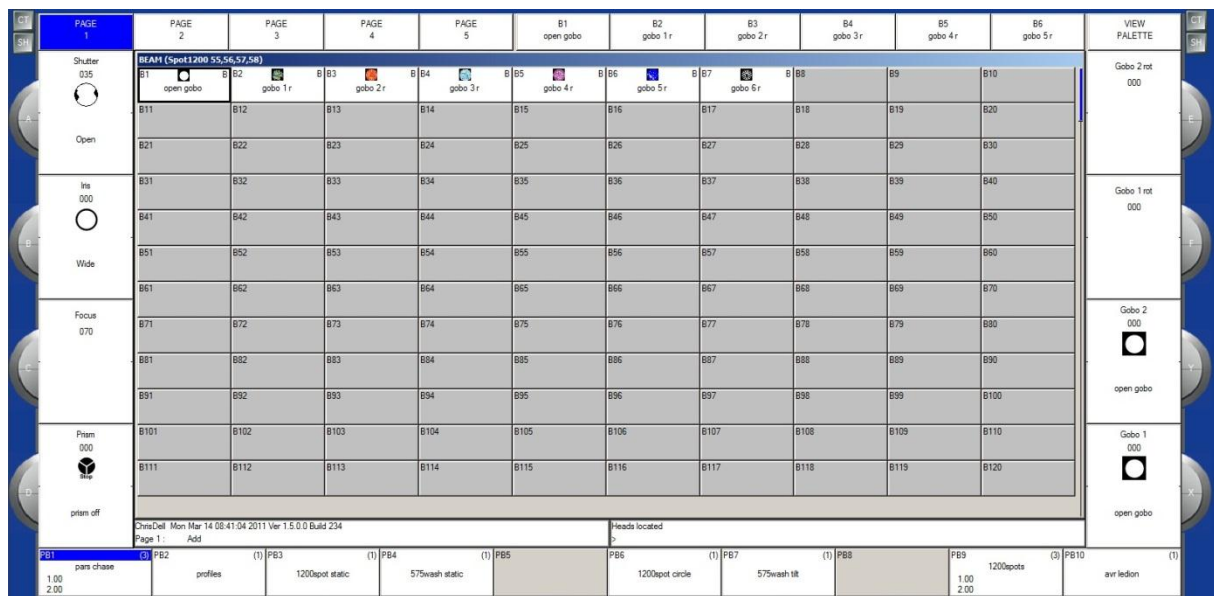 CT
SH
PAGE
1
PAGE
2
PAGE
3
PAGE
4
PAGE
5
B1
open gobo
B2
gobo 1 r
B3
gobo 2 r
B4
gobo 3 r
B5
gobo 4 r
B6
gobo 5 r
VIEW
PALETTE
CT
SH
Shutter
035
Open
A
Iris
000
Wide
B
Focus
070
C
Prism
000
Stop
prism off
D
BEAM (Spot1200 55,56,57,58)
B1 B B2 B B3 B B4 B B5 B B6 B B7 B B8 B9 B10
open gobo gobo 1 r gobo 2 r gobo 3 r gobo 4 r gobo 5 r gobo 6 r
B11 B12 B13 B14 B15 B16 B17 B18 B19 B20
B21 B22 B23 B24 B25 B26 B27 B28 B29 B30
B31 B32 B33 B34 B35 B36 B37 B38 B39 B40
B41 B42 B43 B44 B45 B46 B47 B48 B49 B50
B51 B52 B53 B54 B55 B56 B57 B58 B59 B60
B61 B62 B63 B64 B65 B66 B67 B68 B69 B70
B71 B72 B73 B74 B75 B76 B77 B78 B79 B80
B81 B82 B83 B84 B85 B86 B87 B88 B89 B90
B91 B92 B93 B94 B95 B96 B97 B98 B99 B100
B101 B102 B103 B104 B105 B106 B107 B108 B109 B110
B111 B112 B113 B114 B115 B116 B117 B118 B119 B120
Gobo 2 rot
000
E
Gobo 1 rot
000
F
Gobo 2
000
open gobo
Y
Gobo 1
000
open gobo
X
ChrisDell Mon Mar 14 08:41:04 2011 Ver 1.5.0.0 Build 234
Page 1 : Add
Heads located
>
PB1 (3)
pars chase
1.00
2.00
PB2 (1)
profiles
PB3 (1)
1200spot static
PB4 (1)
575wash static
PB5
PB6 (1)
1200spot circle
PB7 (1)
575wash tilt
PB8
PB9 (3)
1200spots
1.00
2.00
PB10 (1)
avr ledion